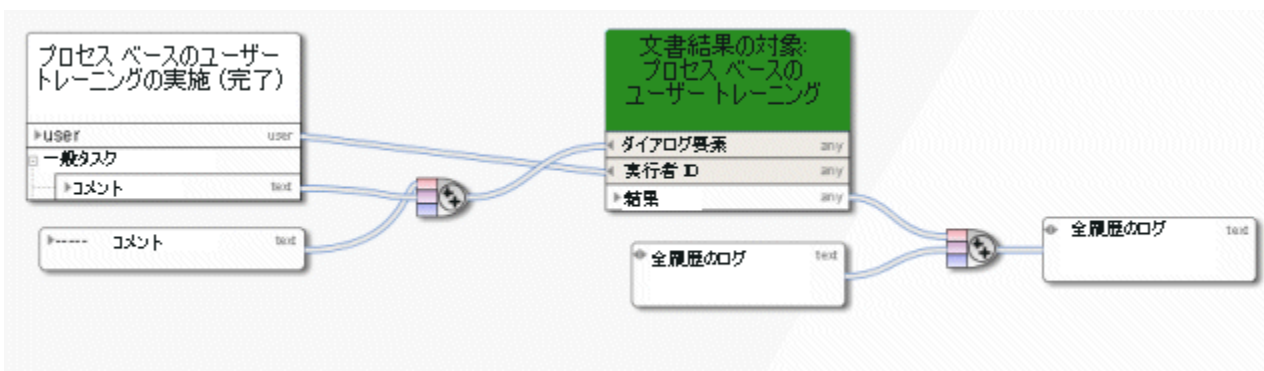 プロセス ベースのユーザー
トレーニングの実施 (完了)
user user
一般タスク
コメント text
----- コメント text
文書結果の対象:
プロセス ベースの
ユーザー トレーニング
ダイアログ要素 any
実行者 ID any
結果 any
全履歴のログ text
全履歴のログ text